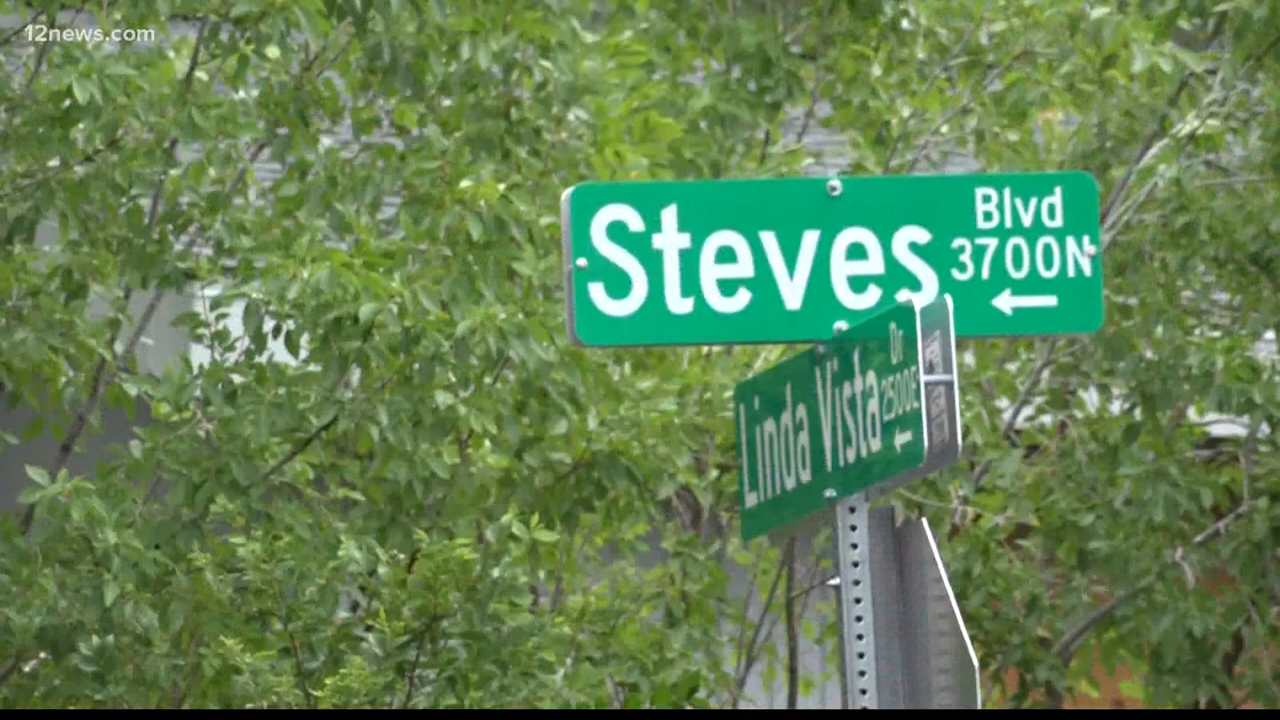 12news.com
Steves Blvd
3700N
←
Linda Vista Dr
2500E
←